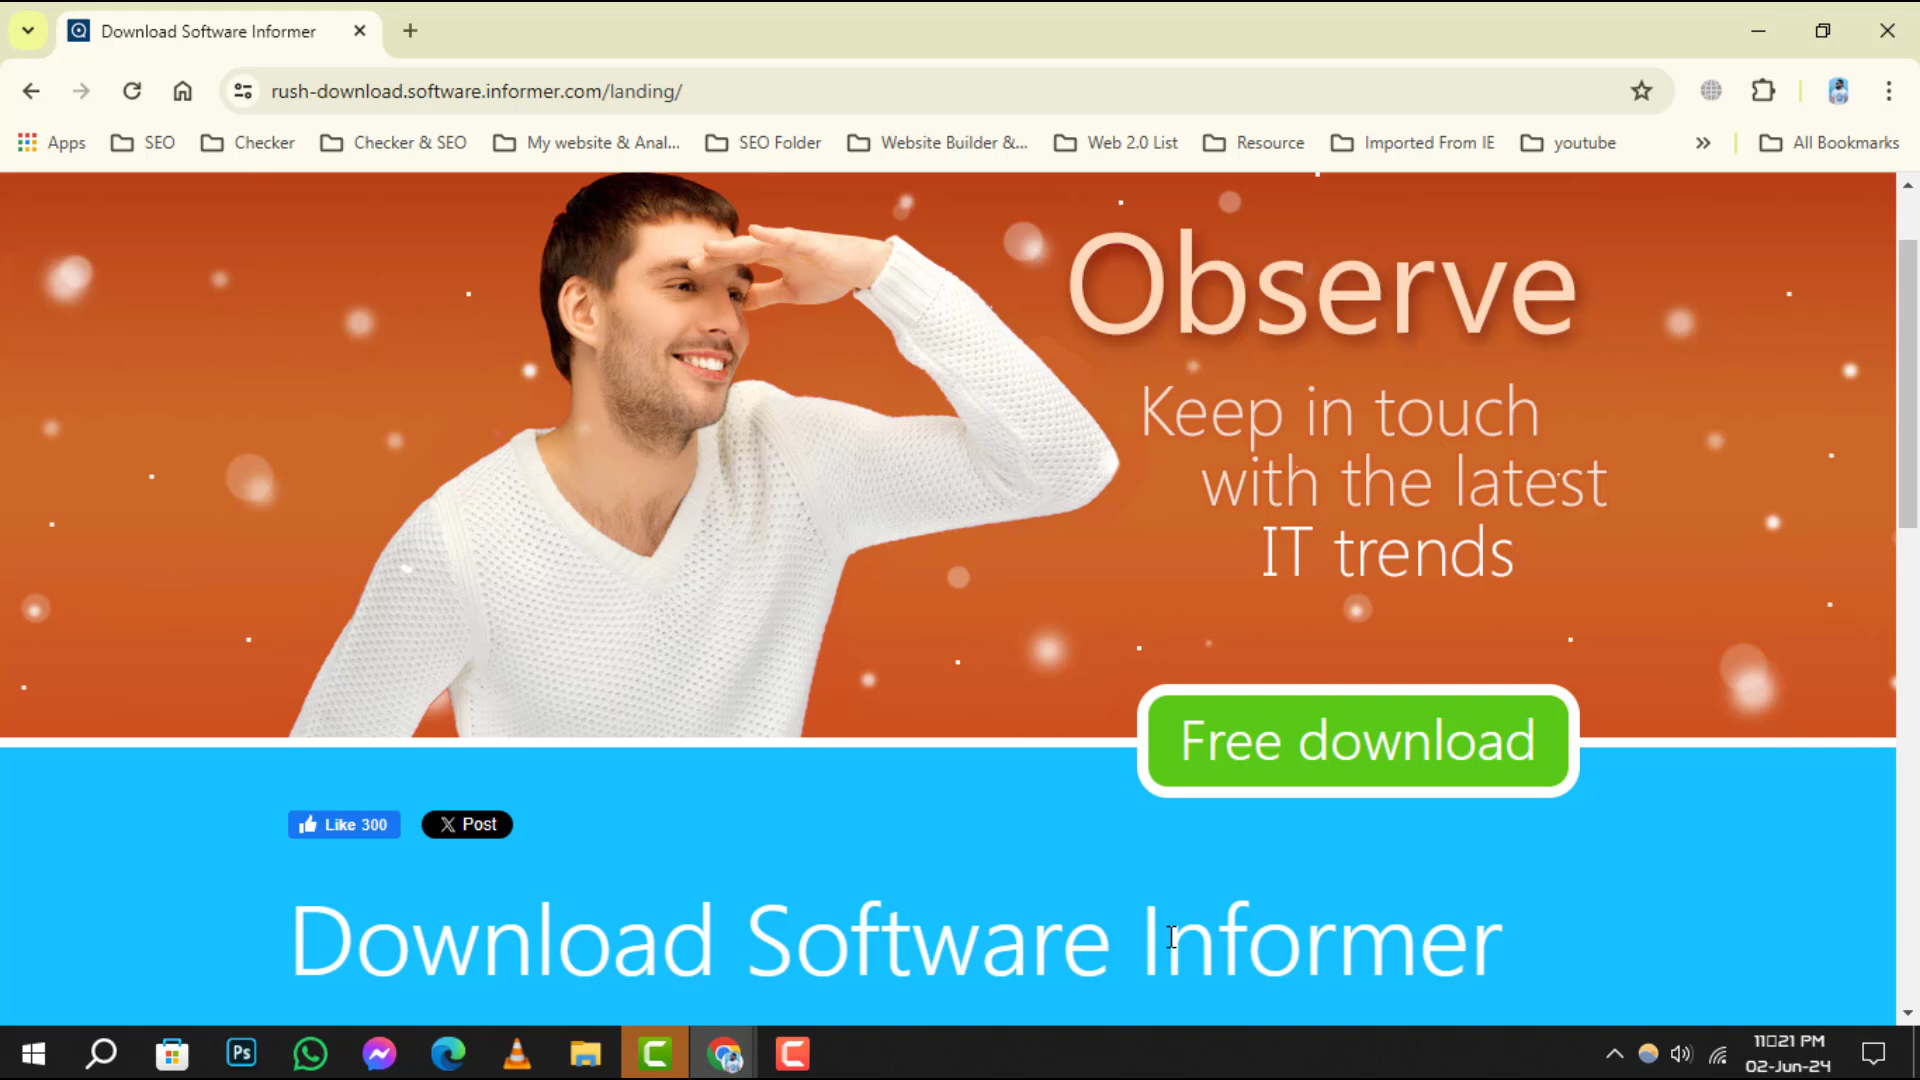 Download Software Informer
rush-download.software.informer.com/landing/
Apps SEO Checker Checker & SEO My website & Anal... SEO Folder Website Builder &... Web 2.0 List Resource Imported From IE youtube All Bookmarks
Observe
Keep in touch
with the latest
IT trends
Free download
Like 300
X Post
Download Software Informer
Ps
11□21 PM
02-Jun-24